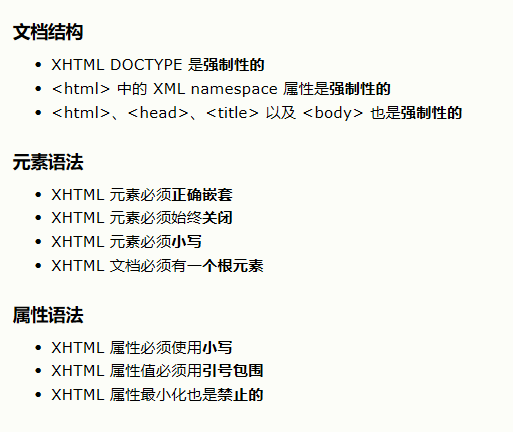 文档结构
• XHTML DOCTYPE 是强制性的
• <html> 中的 XML namespace 属性是强制性的
• <html>、<head>、<title> 以及 <body> 也是强制性的
元素语法
• XHTML 元素必须正确嵌套
• XHTML 元素必须始终关闭
• XHTML 元素必须小写
• XHTML 文档必须有一个根元素
属性语法
• XHTML 属性必须使用小写
• XHTML 属性值必须用引号包围
• XHTML 属性最小化也是禁止的